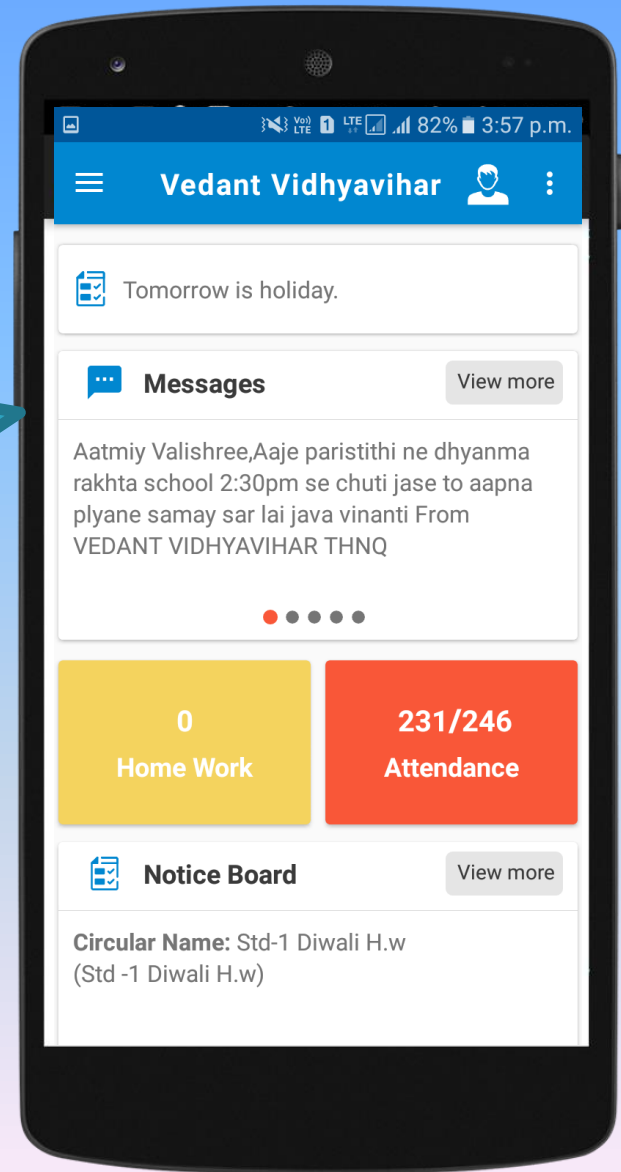 82% 3:57 p.m.
Vedant Vidhyavihar
Tomorrow is holiday.
Messages View more
Aatmiy Valishree,Aaje paristithi ne dhyanma
rakhta school 2:30pm se chuti jase to aapna
plyane samay sar lai java vinanti From
VEDANT VIDHYAVIHAR THNQ
0 231/246
Home Work Attendance
Notice Board View more
Circular Name: Std-1 Diwali H.w
(Std -1 Diwali H.w)